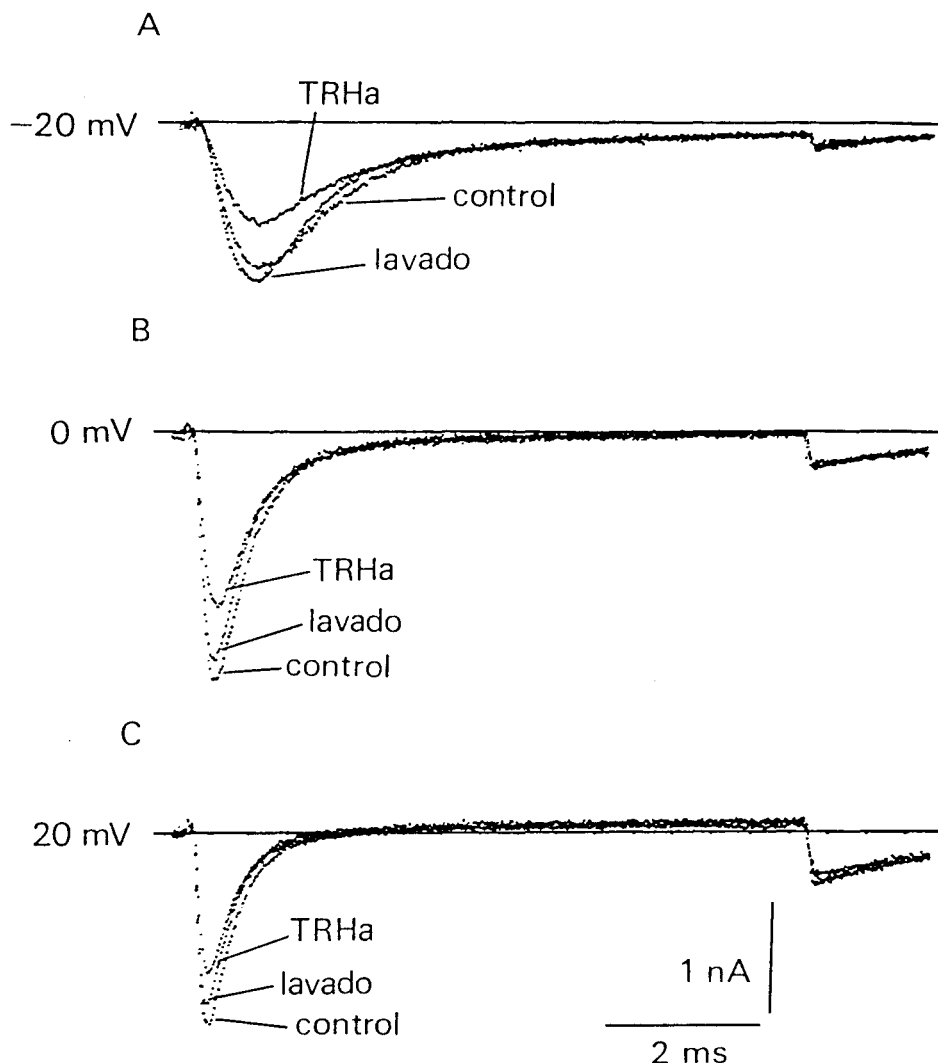 A
TRHa
−20 mV
control
lavado
B
0 mV
TRHa
lavado
control
C
20 mV
TRHa
lavado
control
1 nA
2 ms